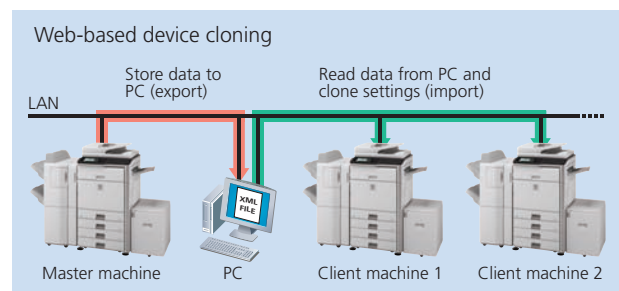 Web-based device cloning
Store data to
PC (export)
Read data from PC and
clone settings (import)
LAN
XML
FILE
Master machine
PC
Client machine 1
Client machine 2